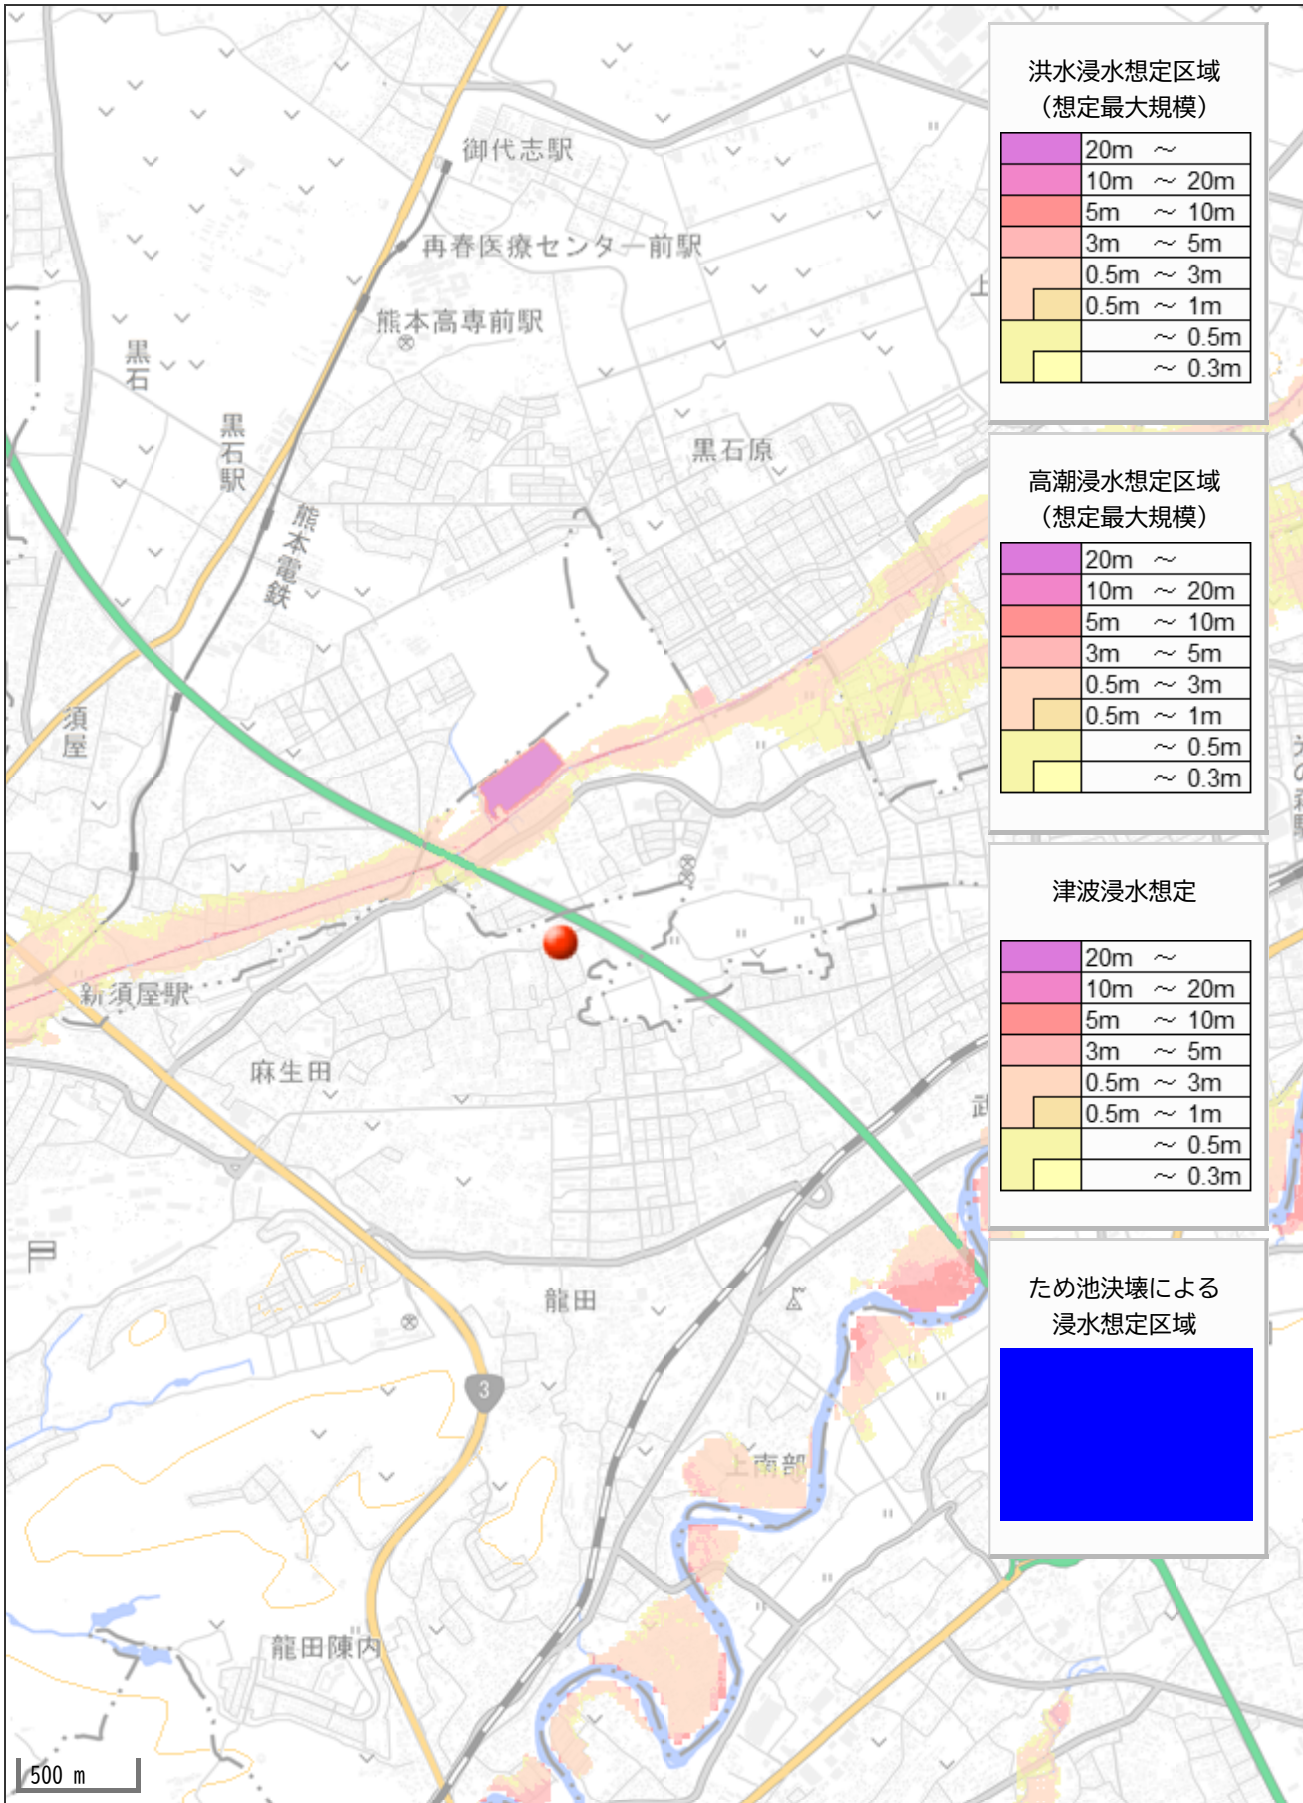 御代志駅
再春医療センター前駅
熊本高専前駅
黒石
黒石駅
黒石原
熊本電鉄
須屋
新須屋駅
麻生田
龍田
3
上南部
龍田陳内
500 m
上
武
洪水浸水想定区域
（想定最大規模）
20m ～
10m ～ 20m
5m ～ 10m
3m ～ 5m
0.5m ～ 3m
0.5m ～ 1m
～ 0.5m
～ 0.3m
高潮浸水想定区域
（想定最大規模）
20m ～
10m ～ 20m
5m ～ 10m
3m ～ 5m
0.5m ～ 3m
0.5m ～ 1m
～ 0.5m
～ 0.3m
津波浸水想定
20m ～
10m ～ 20m
5m ～ 10m
3m ～ 5m
0.5m ～ 3m
0.5m ～ 1m
～ 0.5m
～ 0.3m
ため池決壊による
浸水想定区域